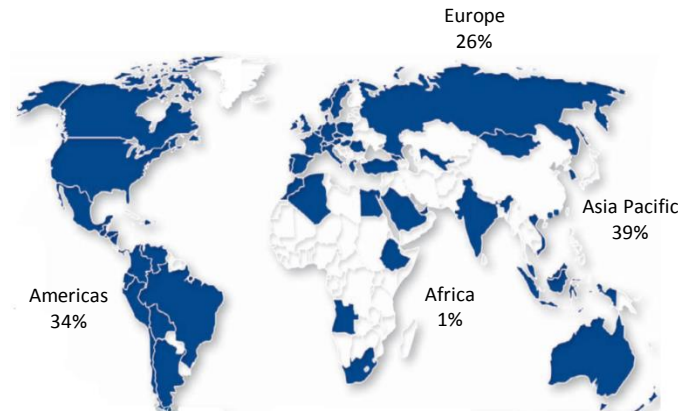 Europe
26%
Asia Pacific
39%
Americas
34%
Africa
1%